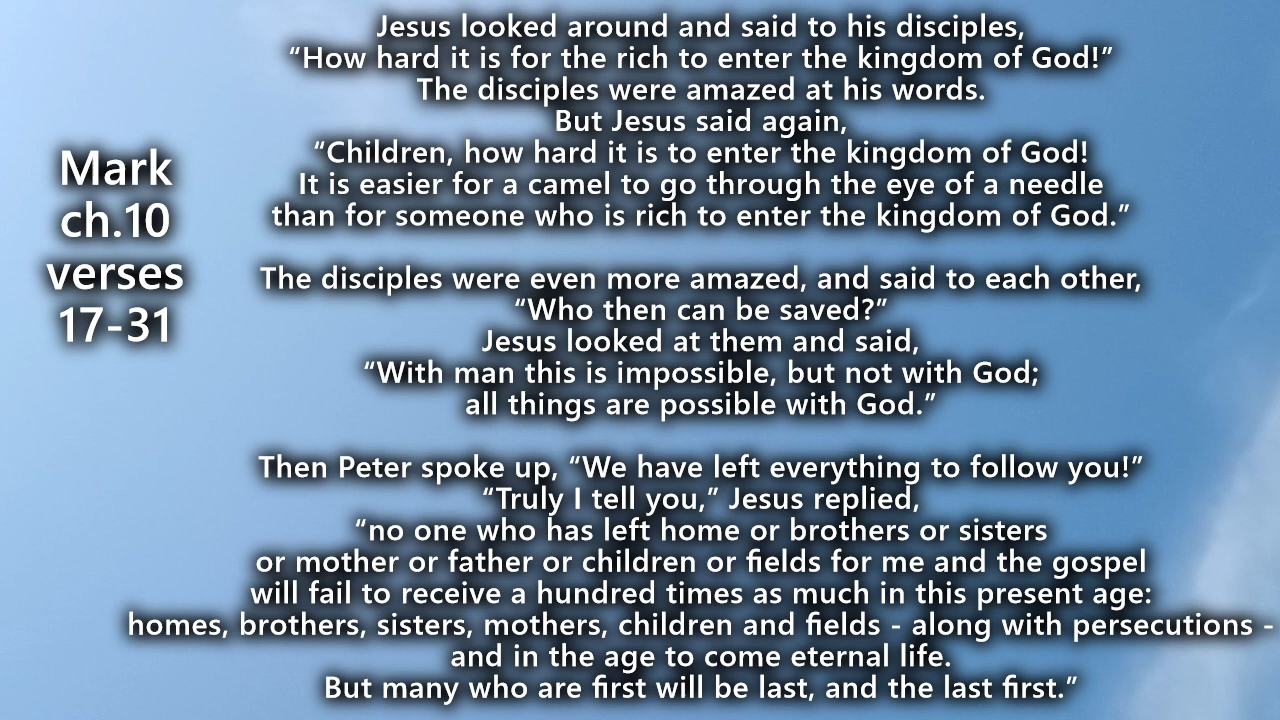 Mark
ch.10
verses
17-31
Jesus looked around and said to his disciples,
“How hard it is for the rich to enter the kingdom of God!”
The disciples were amazed at his words.
But Jesus said again,
“Children, how hard it is to enter the kingdom of God!
It is easier for a camel to go through the eye of a needle
than for someone who is rich to enter the kingdom of God.”
The disciples were even more amazed, and said to each other,
“Who then can be saved?”
Jesus looked at them and said,
“With man this is impossible, but not with God;
all things are possible with God.”
Then Peter spoke up, “We have left everything to follow you!”
“Truly I tell you,” Jesus replied,
“no one who has left home or brothers or sisters
or mother or father or children or fields for me and the gospel
will fail to receive a hundred times as much in this present age:
homes, brothers, sisters, mothers, children and fields - along with persecutions -
and in the age to come eternal life.
But many who are first will be last, and the last first.”